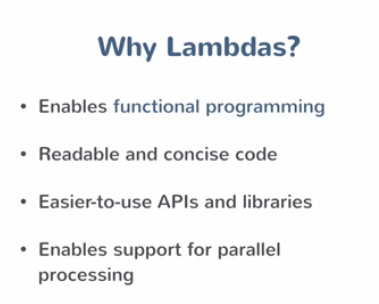 Why Lambdas?
• Enables functional programming
• Readable and concise code
• Easier-to-use APIs and libraries
• Enables support for parallel
processing